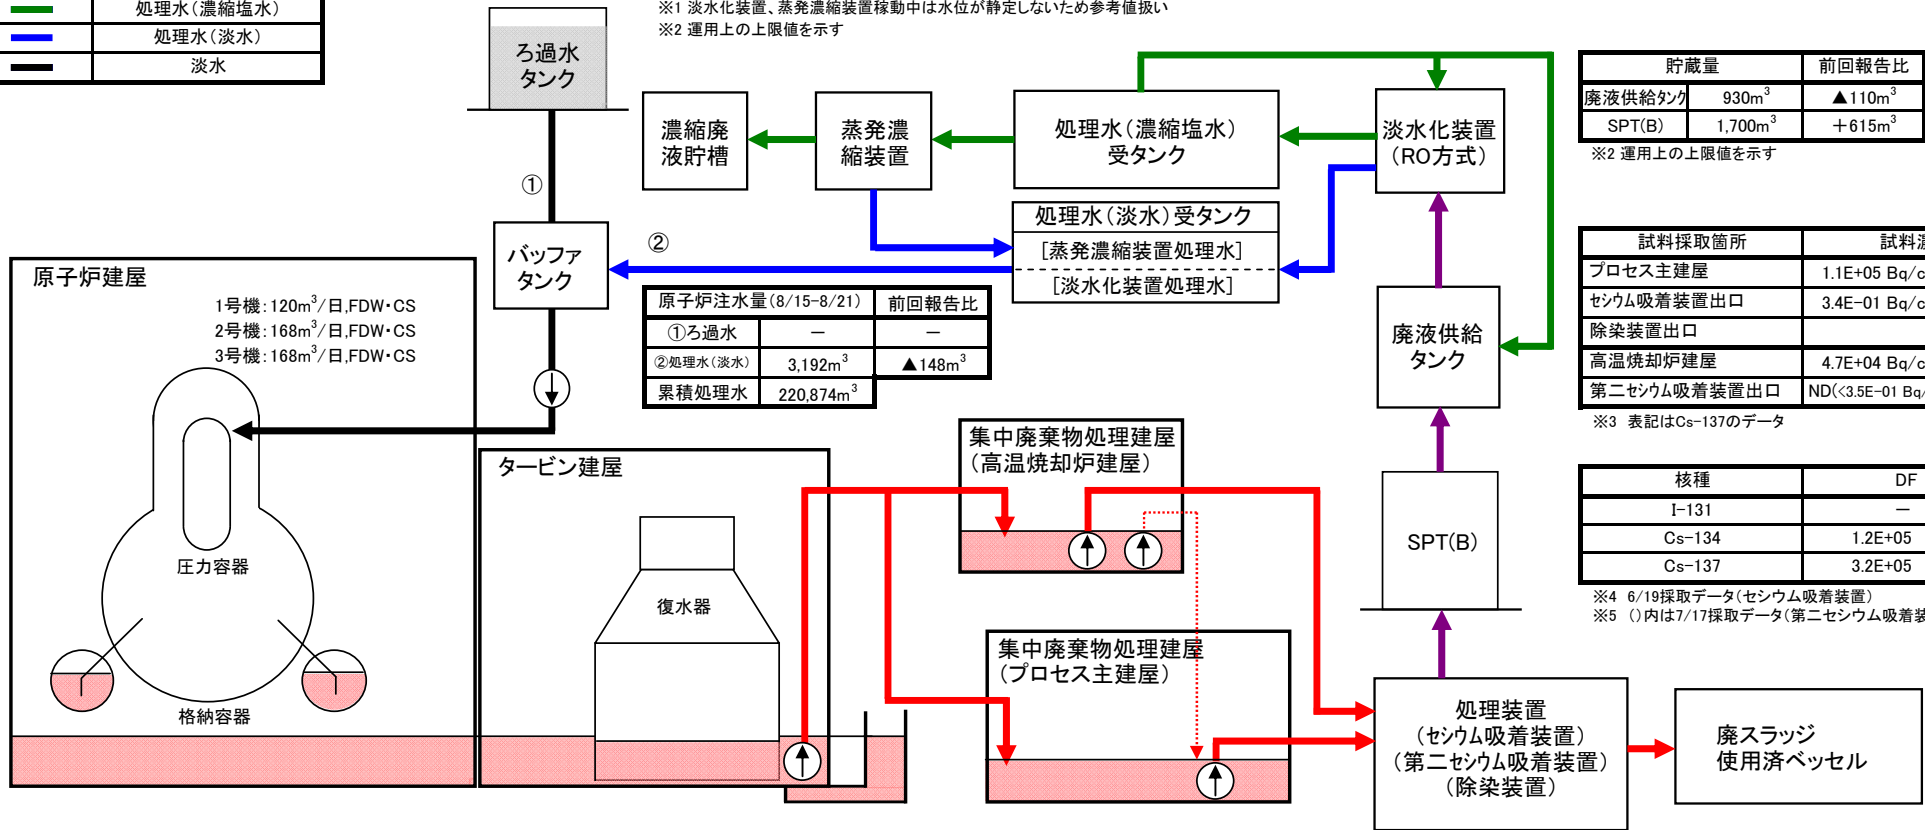 処理水(濃縮塩水)
処理水(淡水)
淡水
※1 淡水化装置、蒸発濃縮装置稼動中は水位が静定しないため参考値扱い
※2 運用上の上限値を示す
ろ過水
タンク
①
バッファ
タンク
②
濃縮廃
液貯槽
蒸発濃
縮装置
処理水(濃縮塩水)
受タンク
淡水化装置
(RO方式)
処理水(淡水)受タンク
[蒸発濃縮装置処理水]
[淡水化装置処理水]
貯蔵量 前回報告比
廃液供給タンク 930m³ ▲110m³
SPT(B) 1,700m³ +615m³
※2 運用上の上限値を示す
原子炉建屋
1号機:120m³/日,FDW・CS
2号機:168m³/日,FDW・CS
3号機:168m³/日,FDW・CS
圧力容器
格納容器
原子炉注水量(8/15-8/21) 前回報告比
①ろ過水 - -
②処理水(淡水) 3,192m³ ▲148m³
累積処理水 220,874m³
廃液供給
タンク
試料採取箇所 試料
プロセス主建屋 1.1E+05 Bq/c
セシウム吸着装置出口 3.4E-01 Bq/c
除染装置出口
高温焼却炉建屋 4.7E+04 Bq/c
第二セシウム吸着装置出口 ND(<3.5E-01 Bq/
※3 表記はCs-137のデータ
タービン建屋
復水器
集中廃棄物処理建屋
(高温焼却炉建屋)
集中廃棄物処理建屋
(プロセス主建屋)
SPT(B)
核種 DF
I-131 -
Cs-134 1.2E+05
Cs-137 3.2E+05
※4 6/19採取データ(セシウム吸着装置)
※5 ()内は7/17採取データ(第二セシウム吸着装
処理装置
(セシウム吸着装置)
(第二セシウム吸着装置)
(除染装置)
廃スラッジ
使用済ベッセル